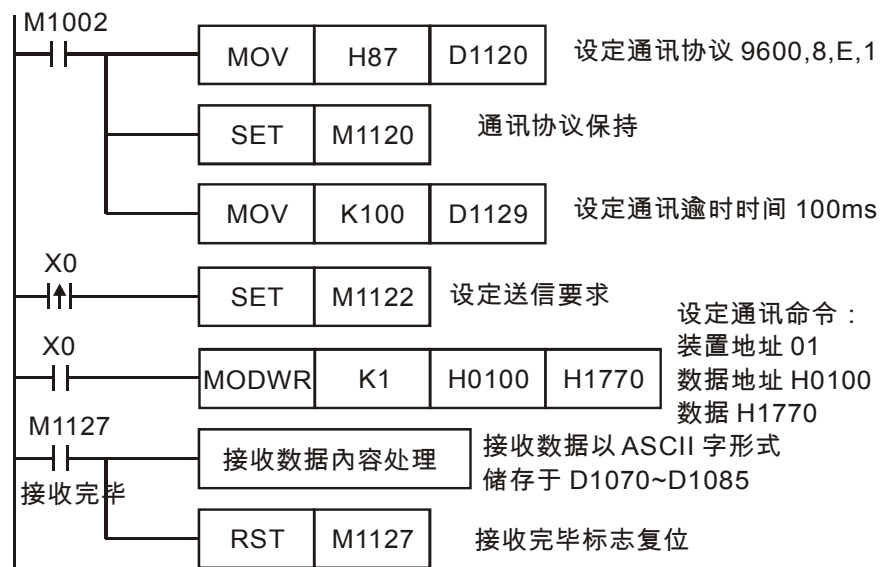 M1002
MOV H87 D1120 设定通讯协议 9600,8,E,1
SET M1120 通讯协议保持
MOV K100 D1129 设定通讯逾时时间 100ms
X0
SET M1122 设定送信要求
X0
MODWR K1 H0100 H1770
设定通讯命令：
装置地址 01
数据地址 H0100
数据 H1770
M1127
接收完毕
接收数据內容处理
接收数据以 ASCII 字形式
储存于 D1070~D1085
RST M1127 接收完毕标志复位